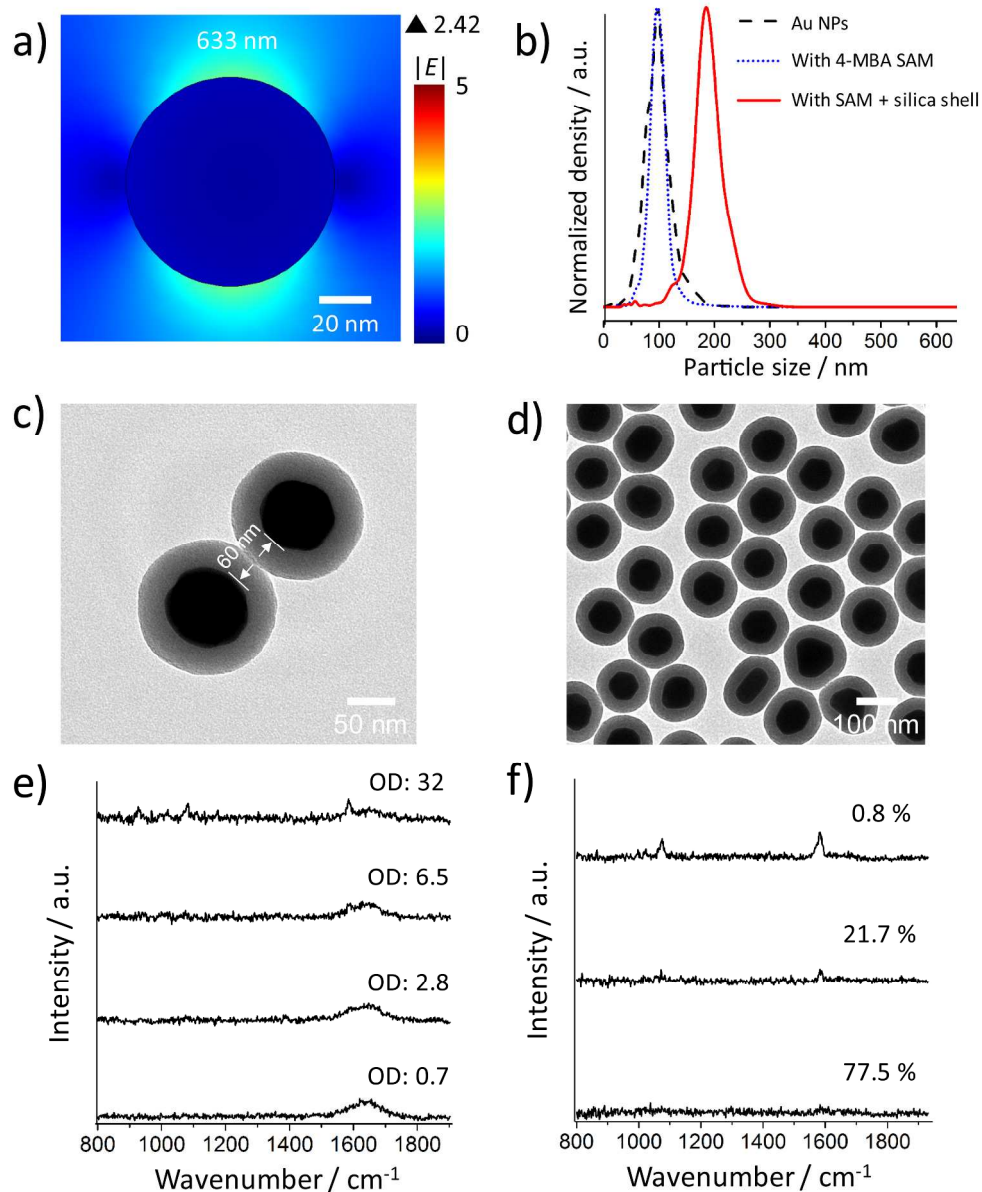 a)
633 nm
▲ 2.42
|E|
5
0
20 nm
b)
Normalized density / a.u.
Au NPs
With 4-MBA SAM
With SAM + silica shell
0 100 200 300 400 500 600
Particle size / nm
c)
60 nm
50 nm
d)
100 nm
e)
Intensity / a.u.
OD: 32
OD: 6.5
OD: 2.8
OD: 0.7
800 1000 1200 1400 1600 1800
Wavenumber / cm⁻¹
f)
Intensity / a.u.
0.8 %
21.7 %
77.5 %
800 1000 1200 1400 1600 1800
Wavenumber / cm⁻¹